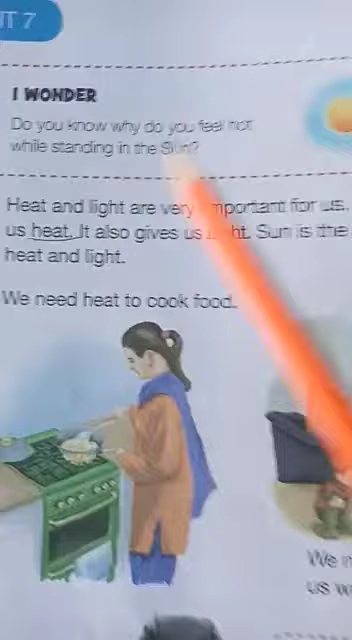 IT 7
I WONDER
Do you know why do you feel hot
while standing in the Sun?
Heat and light are very important for us.
us heat. It also gives us light. Sun is the
heat and light.
We need heat to cook food.
We
us w